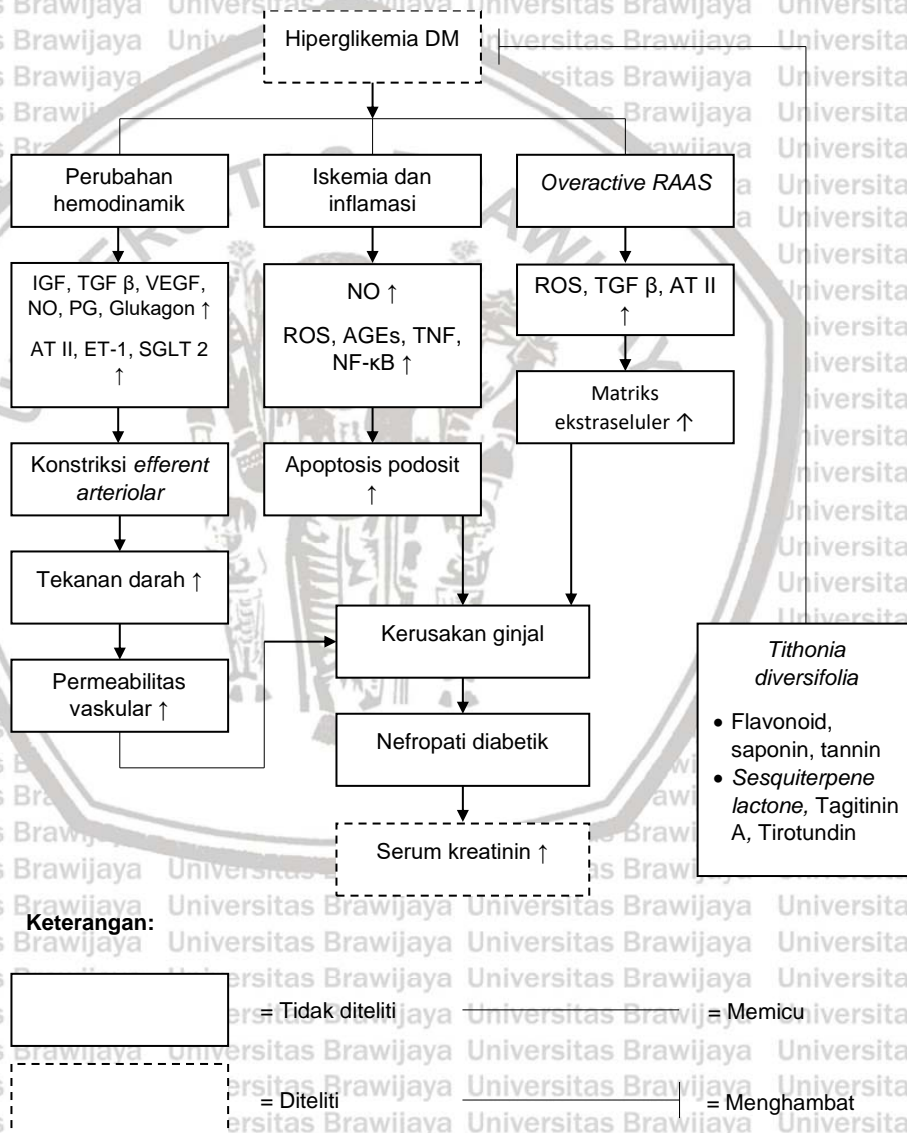 Hiperglikemia DM
Perubahan
hemodinamik
Iskemia dan
inflamasi
Overactive RAAS
IGF, TGF β, VEGF,
NO, PG, Glukagon ↑
AT II, ET-1, SGLT 2
↑
NO ↑
ROS, AGEs, TNF,
NF-κB ↑
ROS, TGF β, AT II
↑
Matriks
ekstraseluler ↑
Konstriksi efferent
arteriolar
Apoptosis podosit
↑
Tekanan darah ↑
Kerusakan ginjal
Permeabilitas
vaskular ↑
Nefropati diabetik
Serum kreatinin ↑
Tithonia
diversifolia
• Flavonoid,
saponin, tannin
• Sesquiterpene
lactone, Tagitinin
A, Tirotundin
Keterangan:
= Tidak diteliti
= Memicu
= Diteliti
= Menghambat